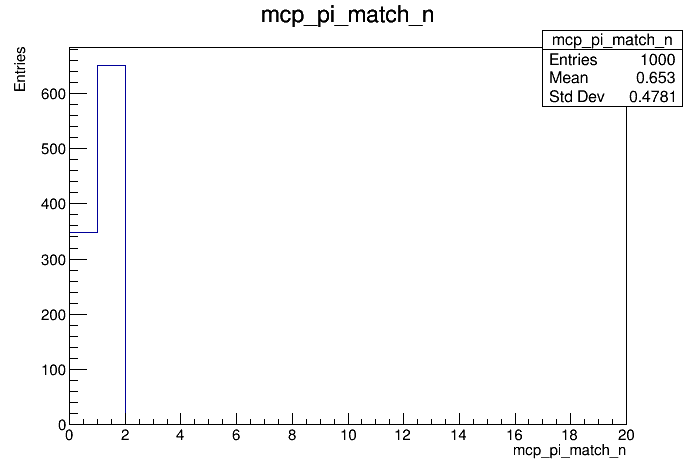 mcp_pi_match_n
mcp_pi_match_n
Entries 1000
Mean 0.653
Std Dev 0.4781
Entries
600
500
400
300
200
100
0
0 2 4 6 8 10 12 14 16 18 20
mcp_pi_match_n